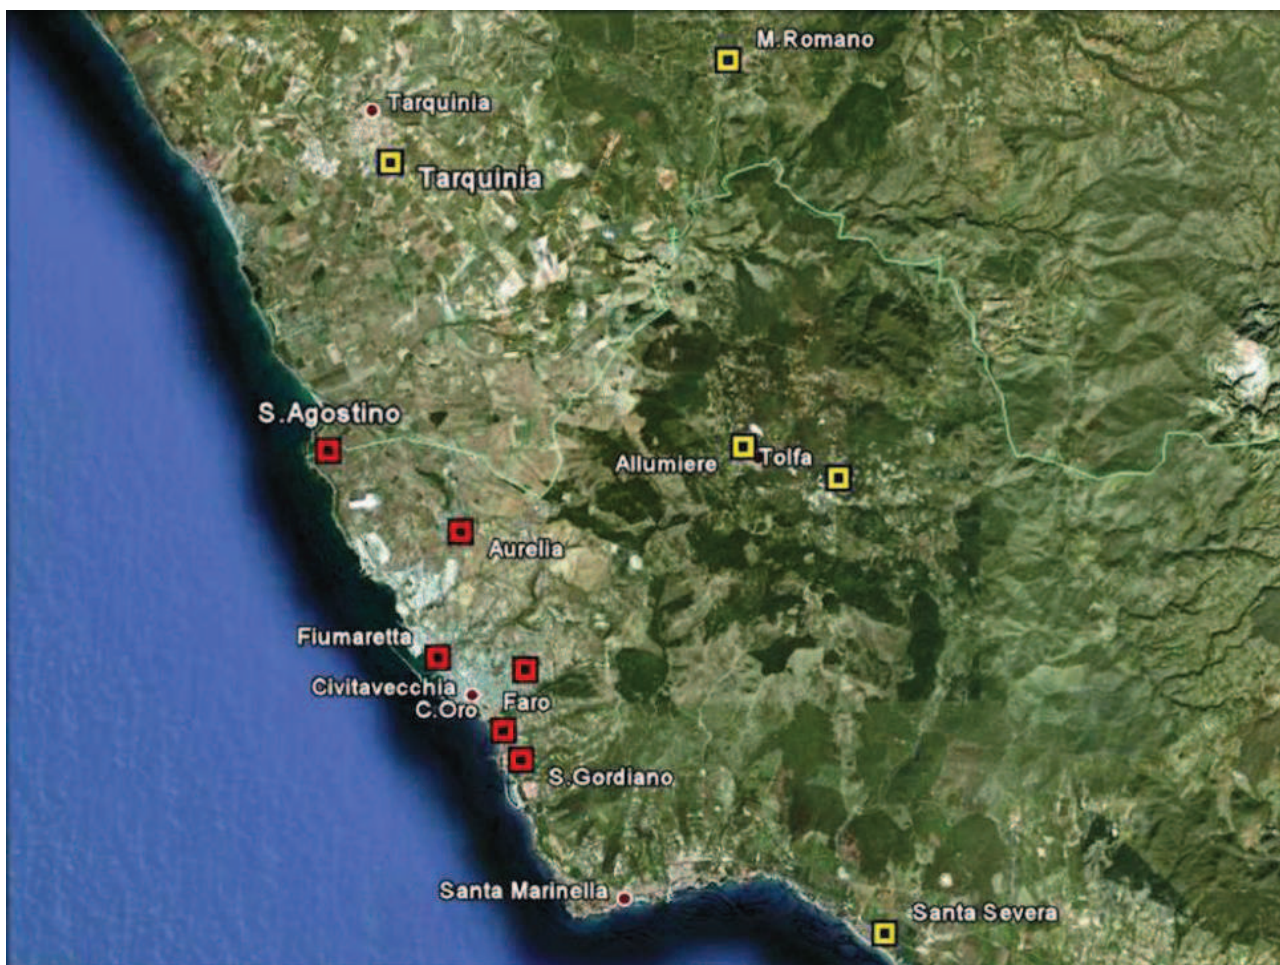 M.Romano
Tarquinia
Tarquinia
S.Agostino
Allumiere
Tolfa
Aurelia
Fiumaretta
Civitavecchia
C.Oro
Faro
S.Gordiano
Santa Marinella
Santa Severa